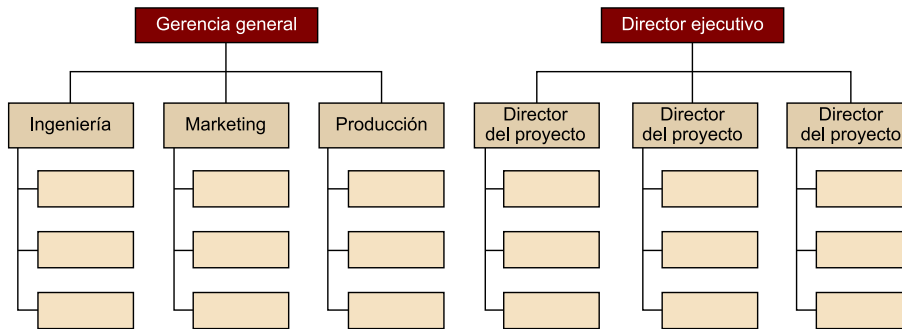 Gerencia general
Ingeniería
Marketing
Producción
Director ejecutivo
Director
del proyecto
Director
del proyecto
Director
del proyecto